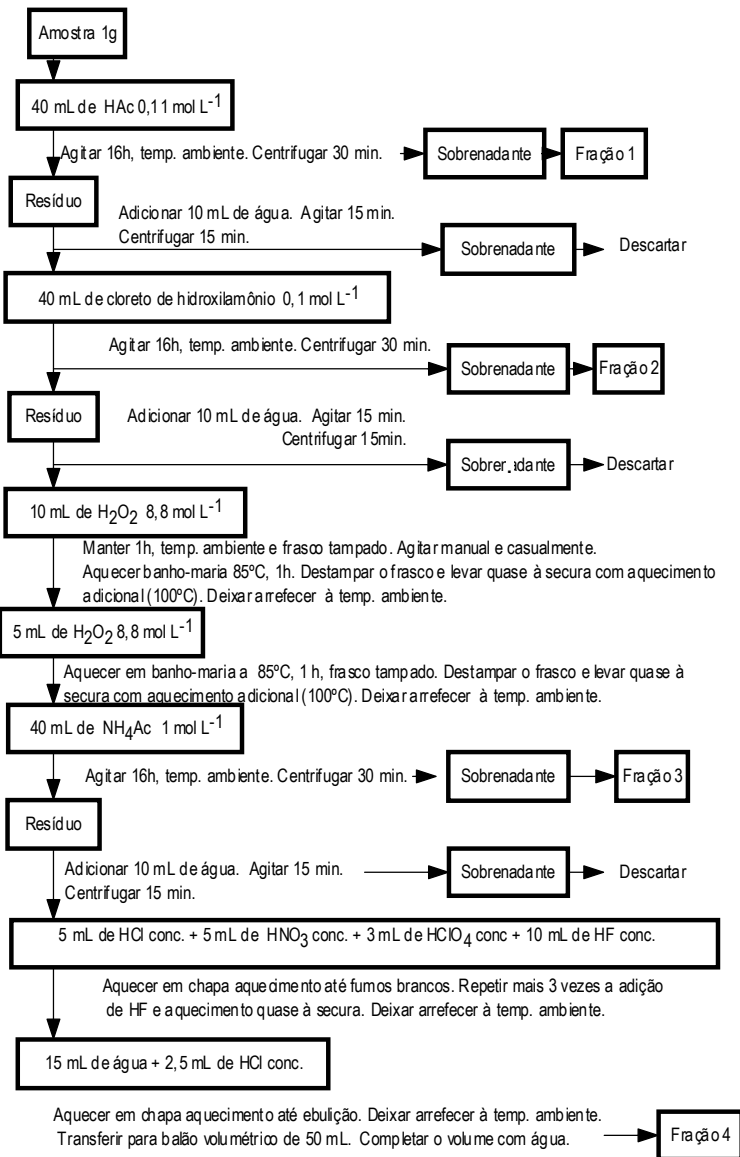 Amostra 1g
40 mL de HAc 0,11 mol L-1
Agitar 16h, temp. ambiente. Centrifugar 30 min.
Sobrenadante
Fração 1
Resíduo
Adicionar 10 mL de água. Agitar 15 min.
Centrifugar 15 min.
Sobrenadante
Descartar
40 mL de cloreto de hidroxilamônio 0,1 mol L-1
Agitar 16h, temp. ambiente. Centrifugar 30 min.
Sobrenadante
Fração 2
Resíduo
Adicionar 10 mL de água. Agitar 15 min.
Centrifugar 15min.
Sobrenadante
Descartar
10 mL de H2O2 8,8 mol L-1
Manter 1h, temp. ambiente e frasco tampado. Agitar manual e casualmente.
Aquecer banho-maria 85ºC, 1h. Destampar o frasco e levar quase à secura com aquecimento
adicional (100ºC). Deixar arrefecer à temp. ambiente.
5 mL de H2O2 8,8 mol L-1
Aquecer em banho-maria a 85ºC, 1 h, frasco tampado. Destampar o frasco e levar quase à
secura com aquecimento adicional (100ºC). Deixar arrefecer à temp. ambiente.
40 mL de NH4Ac 1 mol L-1
Agitar 16h, temp. ambiente. Centrifugar 30 min.
Sobrenadante
Fração 3
Resíduo
Adicionar 10 mL de água. Agitar 15 min.
Centrifugar 15 min.
Sobrenadante
Descartar
5 mL de HCl conc. + 5 mL de HNO3 conc. + 3 mL de HClO4 conc + 10 mL de HF conc.
Aquecer em chapa aquecimento até fumos brancos. Repetir mais 3 vezes a adição
de HF e aquecimento quase à secura. Deixar arrefecer à temp. ambiente.
15 mL de água + 2,5 mL de HCl conc.
Aquecer em chapa aquecimento até ebulição. Deixar arrefecer à temp. ambiente.
Transferir para balão volumétrico de 50 mL. Completar o volume com água.
Fração 4